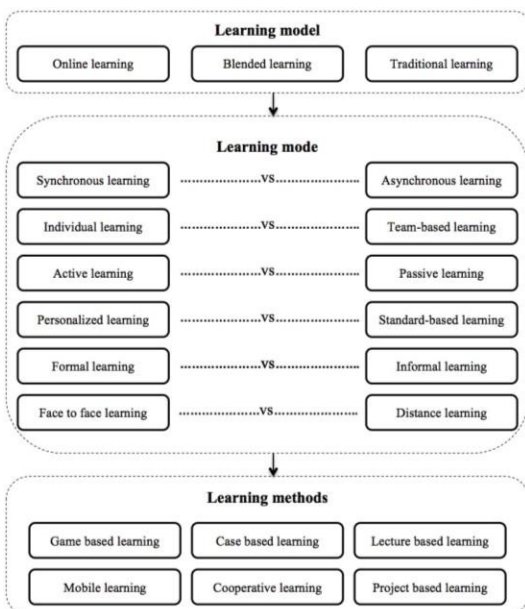 Learning model
Online learning Blended learning Traditional learning
Learning mode
Synchronous learning ......................vs...................... Asynchronous learning
Individual learning ......................vs...................... Team-based learning
Active learning ......................vs...................... Passive learning
Personalized learning ......................vs...................... Standard-based learning
Formal learning ......................vs...................... Informal learning
Face to face learning ......................vs...................... Distance learning
Learning methods
Game based learning Case based learning Lecture based learning
Mobile learning Cooperative learning Project based learning